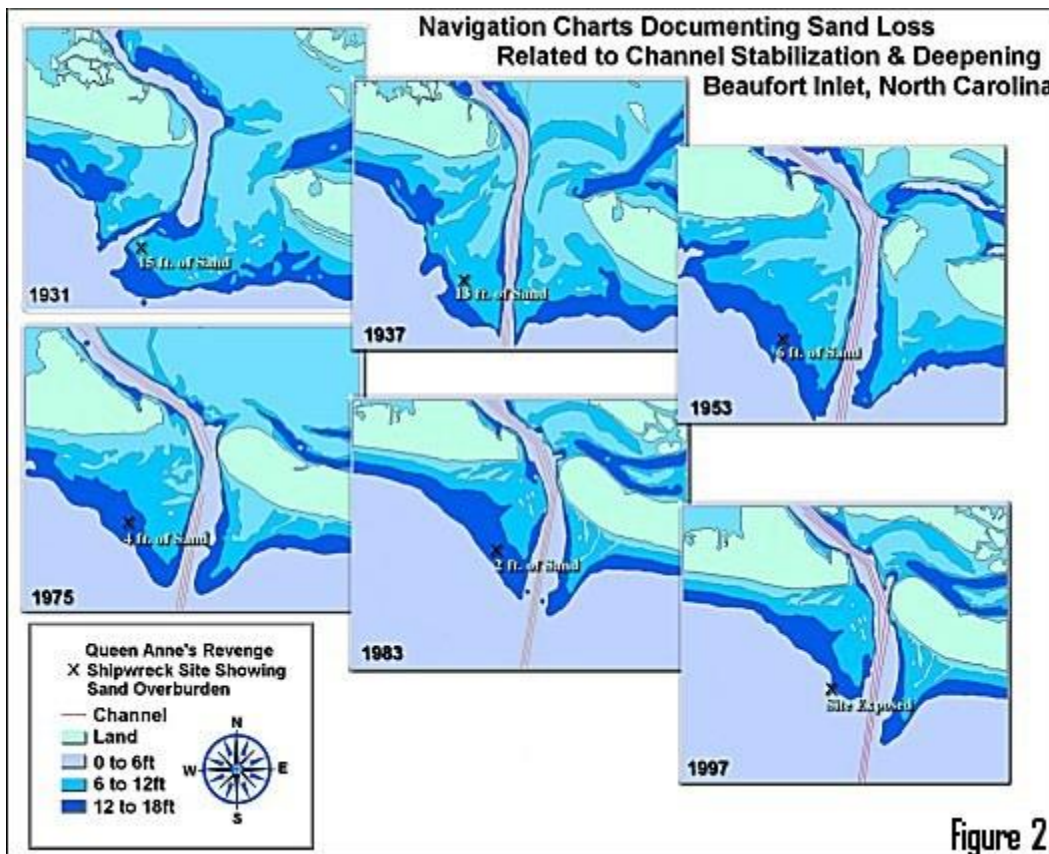 Navigation Charts Documenting Sand Loss
Related to Channel Stabilization & Deepening
Beaufort Inlet, North Carolina
15 ft. of Sand
1931
13 ft. of Sand
1937
6 ft. of Sand
1953
4 ft. of Sand
1975
2 ft. of Sand
1983
Site Exposed
1997
Queen Anne's Revenge
X Shipwreck Site Showing
Sand Overburden
Channel
Land
0 to 6ft
6 to 12ft
12 to 18ft
N
W E
S
Figure 2